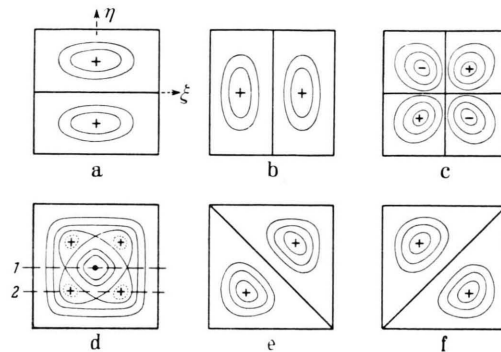 η
+ + - +
ξ
+ + + -
a b c
+ + + +
1
2 + + + +
d e f